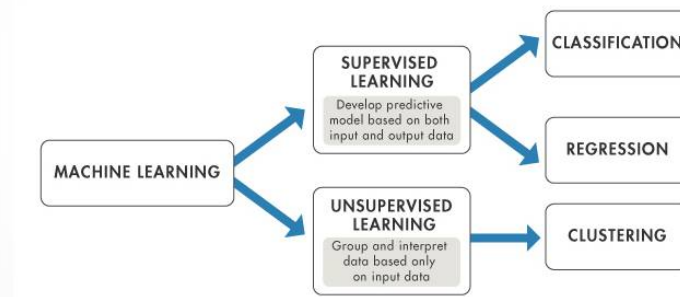 MACHINE LEARNING
SUPERVISED
LEARNING
Develop predictive
model based on both
input and output data
UNSUPERVISED
LEARNING
Group and interpret
data based only
on input data
CLASSIFICATION
REGRESSION
CLUSTERING